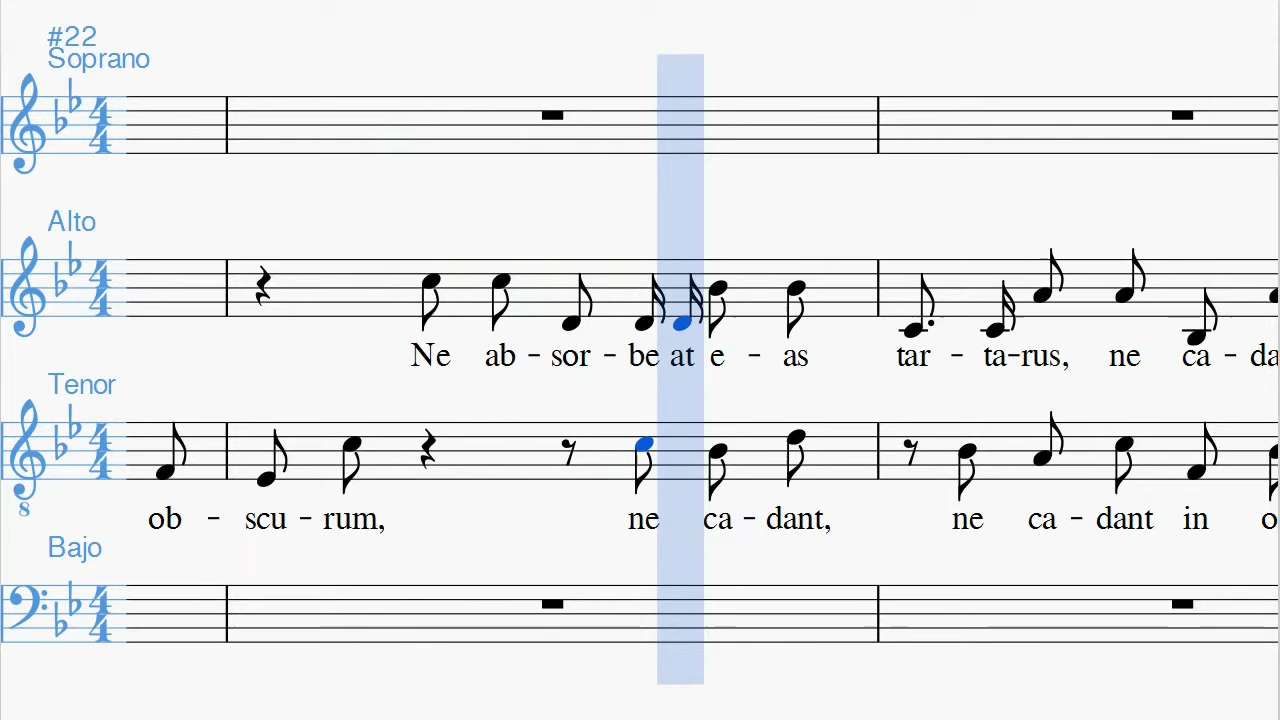 #22
Soprano
Alto
Ne ab - sor - be at e - as tar - ta - rus, ne ca - da
Tenor
ob - scu - rum, ne ca - dant, ne ca - dant in o
8
Bajo